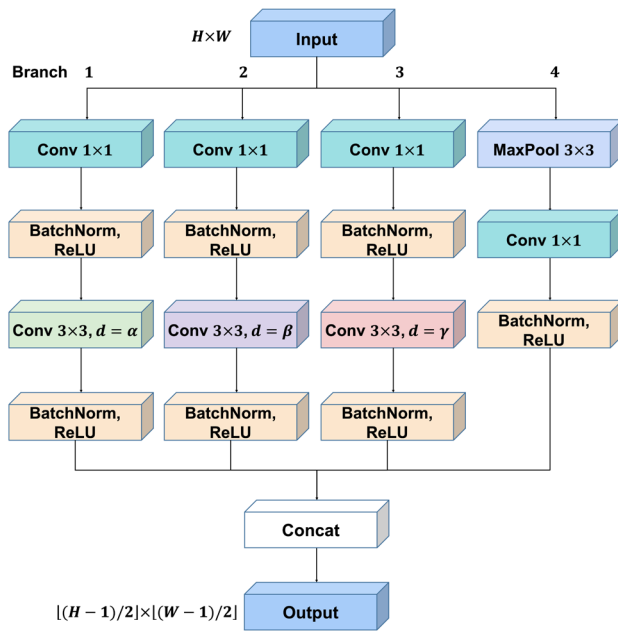 H×W
Input
Branch 1 2 3 4
Conv 1×1
Conv 1×1
Conv 1×1
MaxPool 3×3
BatchNorm,
ReLU
BatchNorm,
ReLU
BatchNorm,
ReLU
Conv 1×1
Conv 3×3, d = α
Conv 3×3, d = β
Conv 3×3, d = γ
BatchNorm,
ReLU
BatchNorm,
ReLU
BatchNorm,
ReLU
BatchNorm,
ReLU
Concat
⌊(H − 1)/2⌋×⌊(W − 1)/2⌋
Output